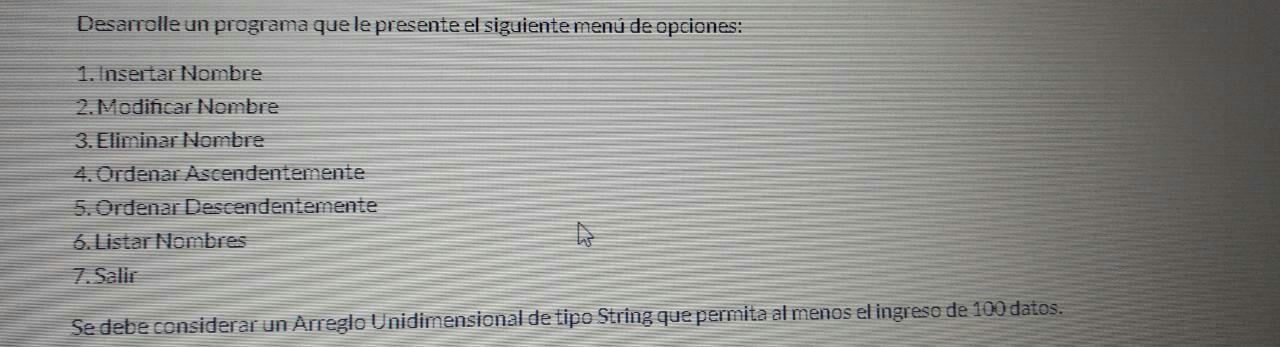 Desarrolle un programa que le presente el siguiente menú de opciones:
1. Insertar Nombre
2. Modificar Nombre
3. Eliminar Nombre
4. Ordenar Ascendentemente
5. Ordenar Descendentemente
6. Listar Nombres
7. Salir
Se debe considerar un Arreglo Unidimensional de tipo String que permita al menos el ingreso de 100 datos.